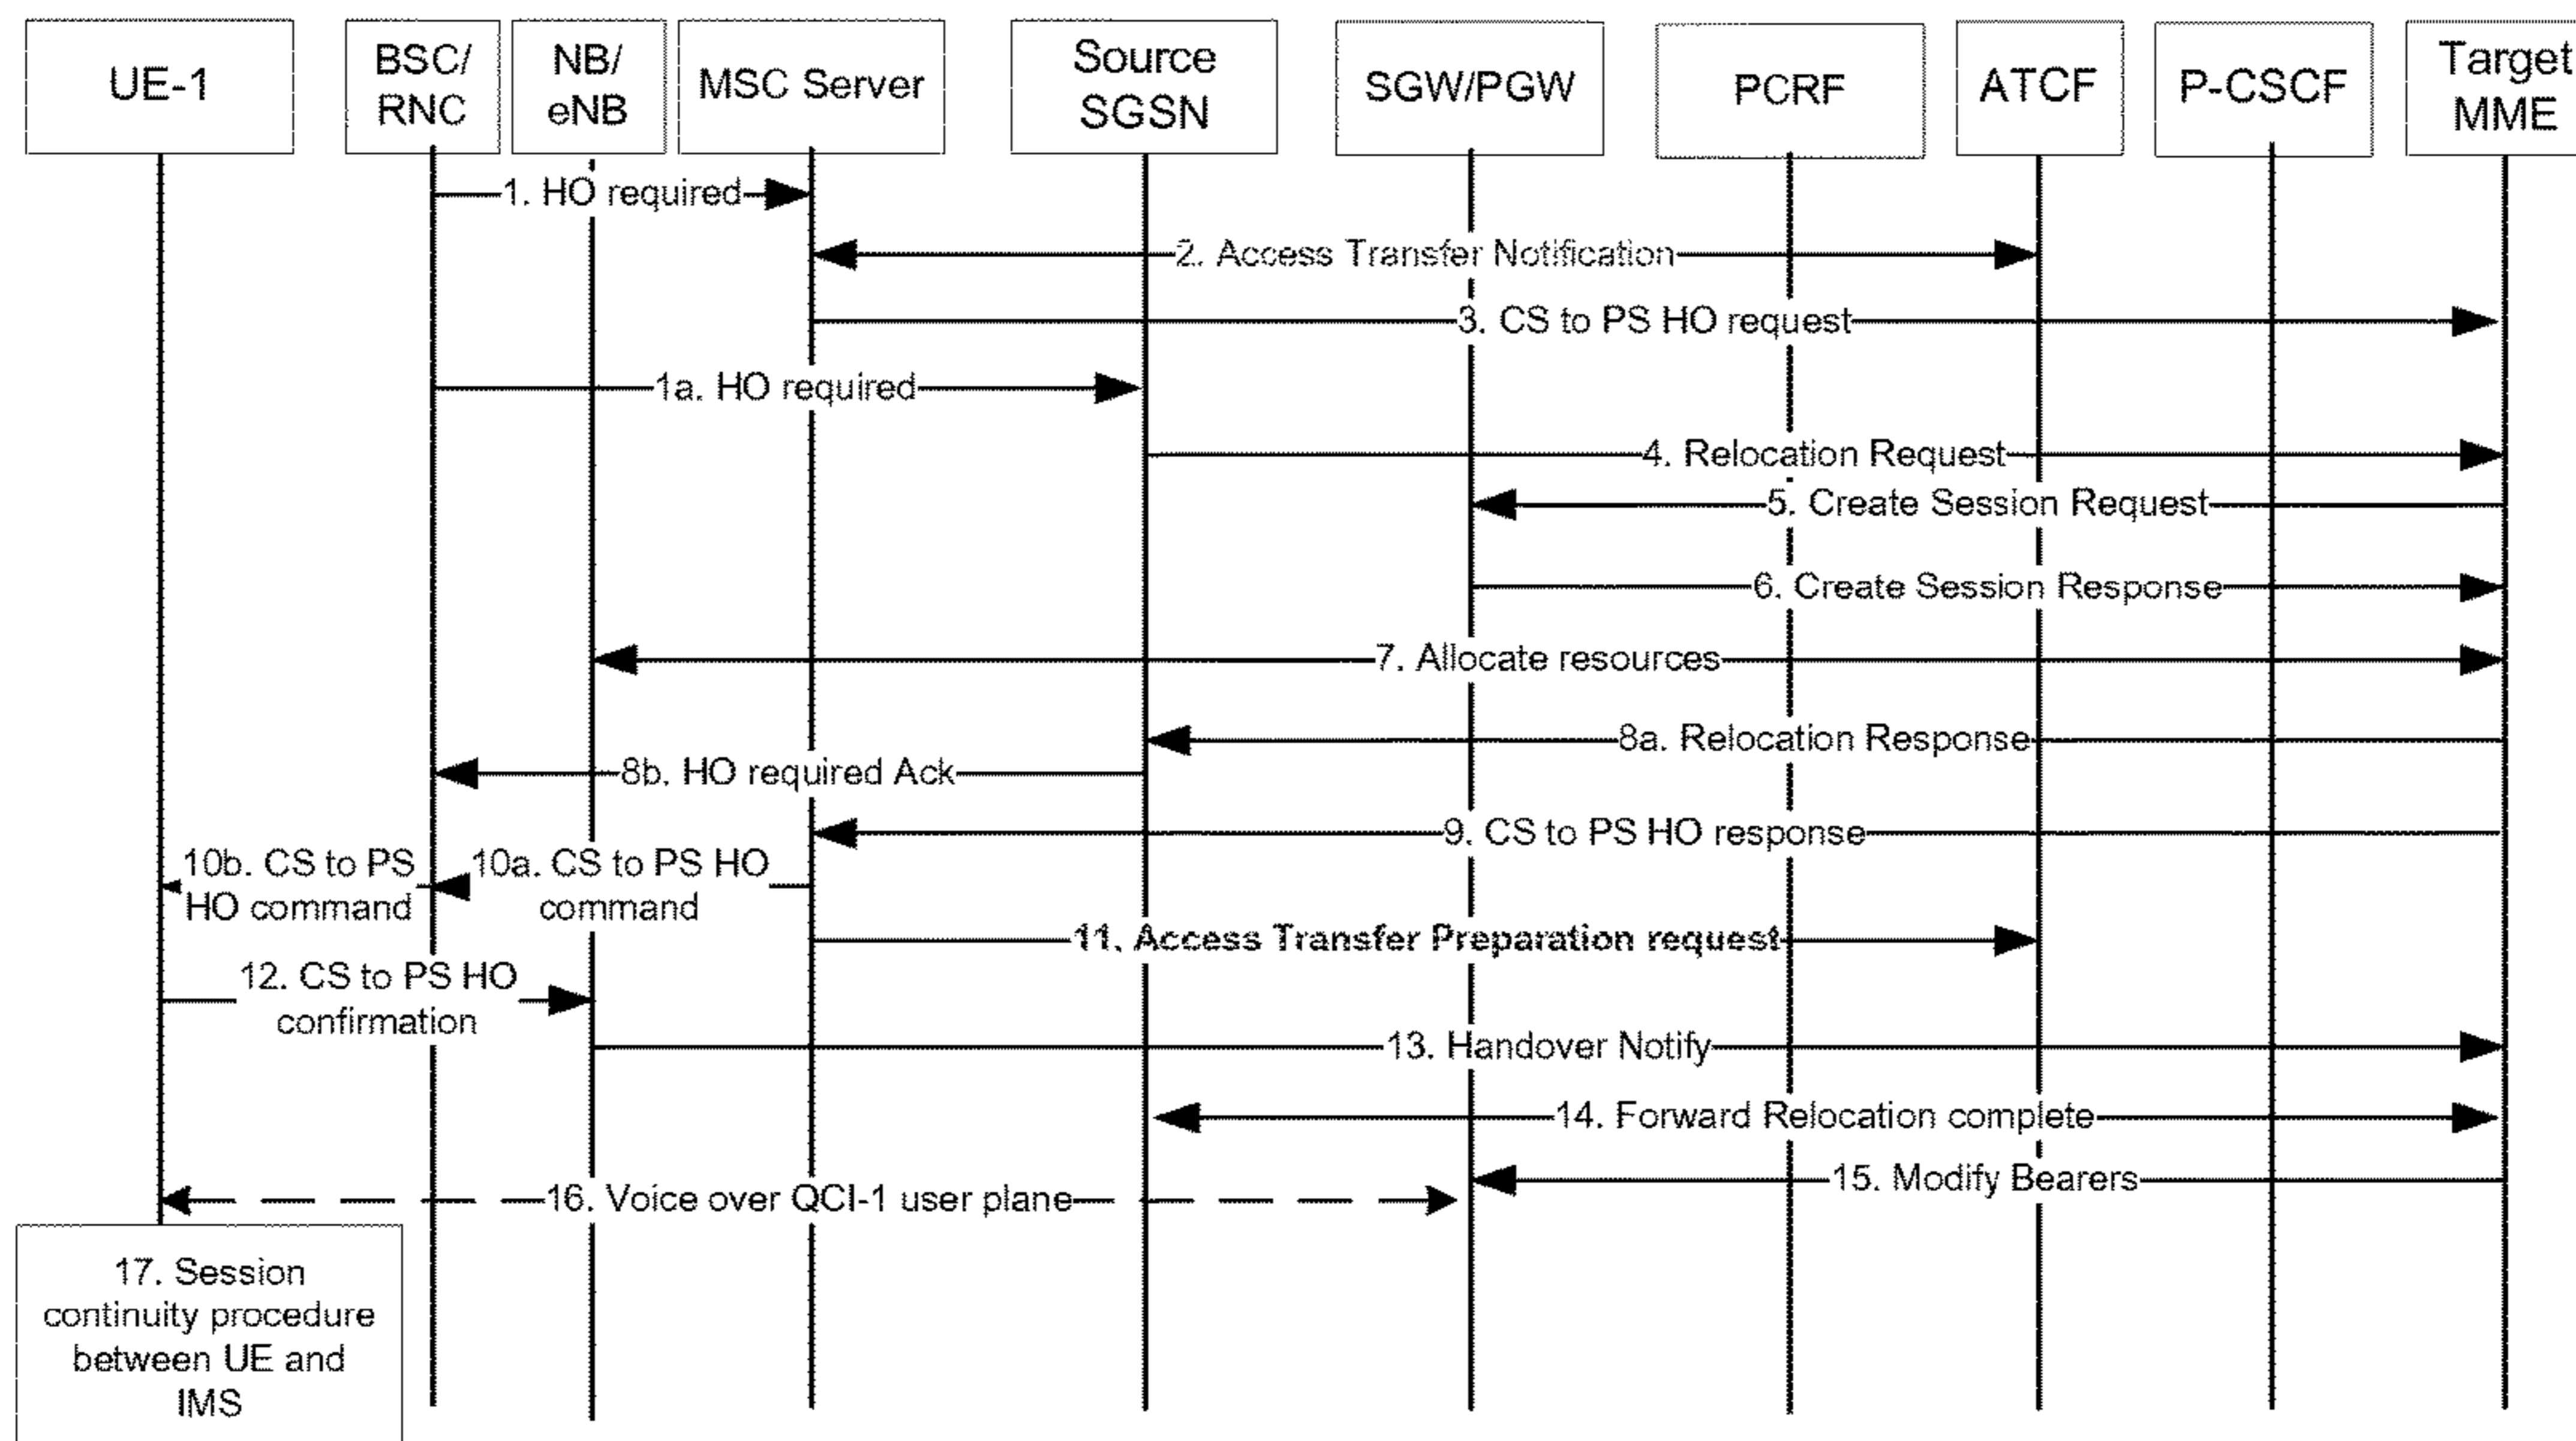 UE-1
BSC/
RNC
NB/
eNB
MSC Server
Source
SGSN
SGW/PGW
PCRF
ATCF
P-CSCF
Target
MME
1. HO required
2. Access Transfer Notification
3. CS to PS HO request
1a. HO required
4. Relocation Request
5. Create Session Request
6. Create Session Response
7. Allocate resources
8a. Relocation Response
8b. HO required Ack
9. CS to PS HO response
10b. CS to PS
HO command
10a. CS to PS HO
command
11. Access Transfer Preparation request
12. CS to PS HO
confirmation
13. Handover Notify
14. Forward Relocation complete
15. Modify Bearers
16. Voice over QCI-1 user plane
17. Session
continuity procedure
between UE and
IMS